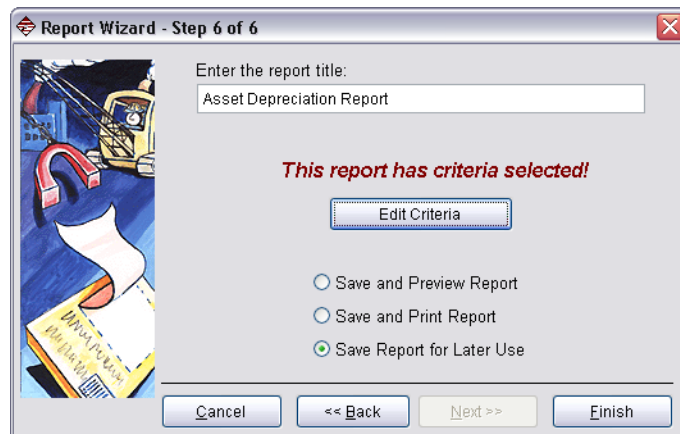 Report Wizard - Step 6 of 6
Enter the report title:
Asset Depreciation Report
This report has criteria selected!
Edit Criteria
Save and Preview Report
Save and Print Report
Save Report for Later Use
Cancel
<< Back
Next >>
Finish